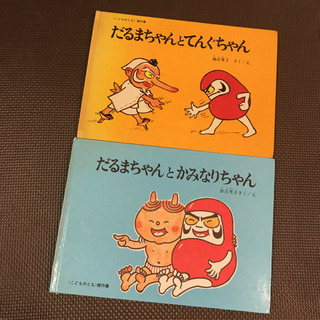 〈こどものとも〉傑作集
だるまちゃんとてんぐちゃん
加古里子 さく/え
だるまちゃんとかみなりちゃん
加古里子 さく/え
〈こどものとも〉傑作集